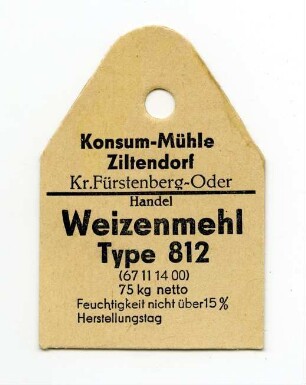 Konsum-Mühle
Ziltendorf
Kr.Fürstenberg-Oder
Handel
Weizenmehl
Type 812
(67 11 14 00)
75 kg netto
Feuchtigkeit nicht über 15 %
Herstellungstag